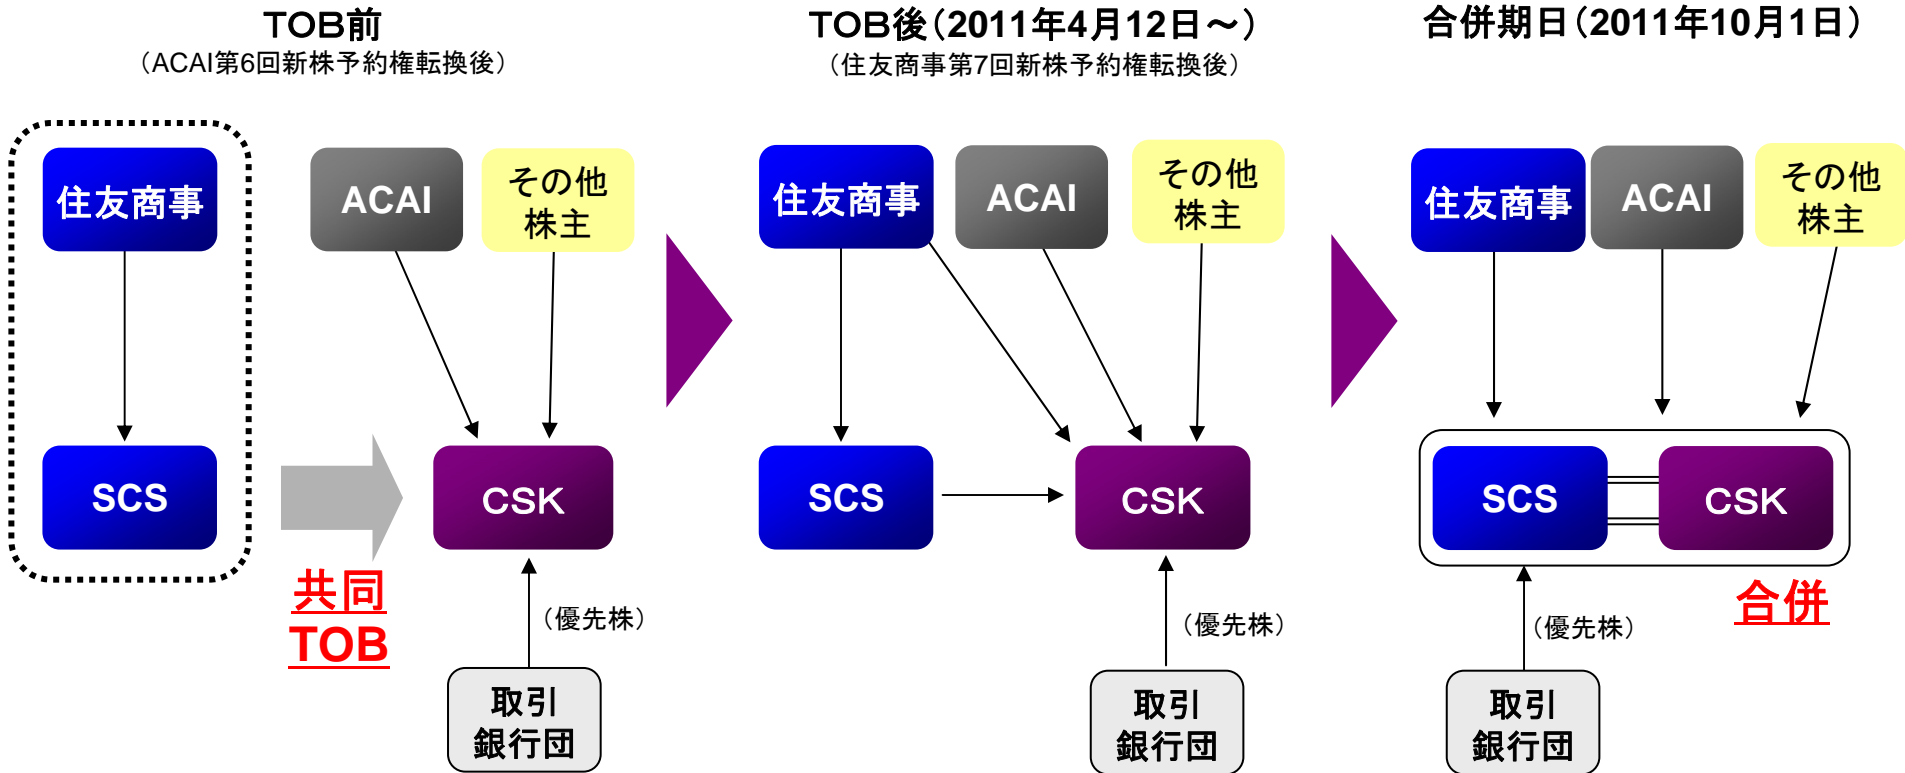 TOB前
（ACAI第6回新株予約権転換後）
住友商事
ACAI
その他
株主
SCS
CSK
共同
TOB
（優先株）
取引
銀行団
TOB後（2011年4月12日～）
（住友商事第7回新株予約権転換後）
住友商事
ACAI
その他
株主
SCS
CSK
（優先株）
取引
銀行団
合併期日（2011年10月1日）
住友商事
ACAI
その他
株主
SCS
CSK
合併
（優先株）
取引
銀行団